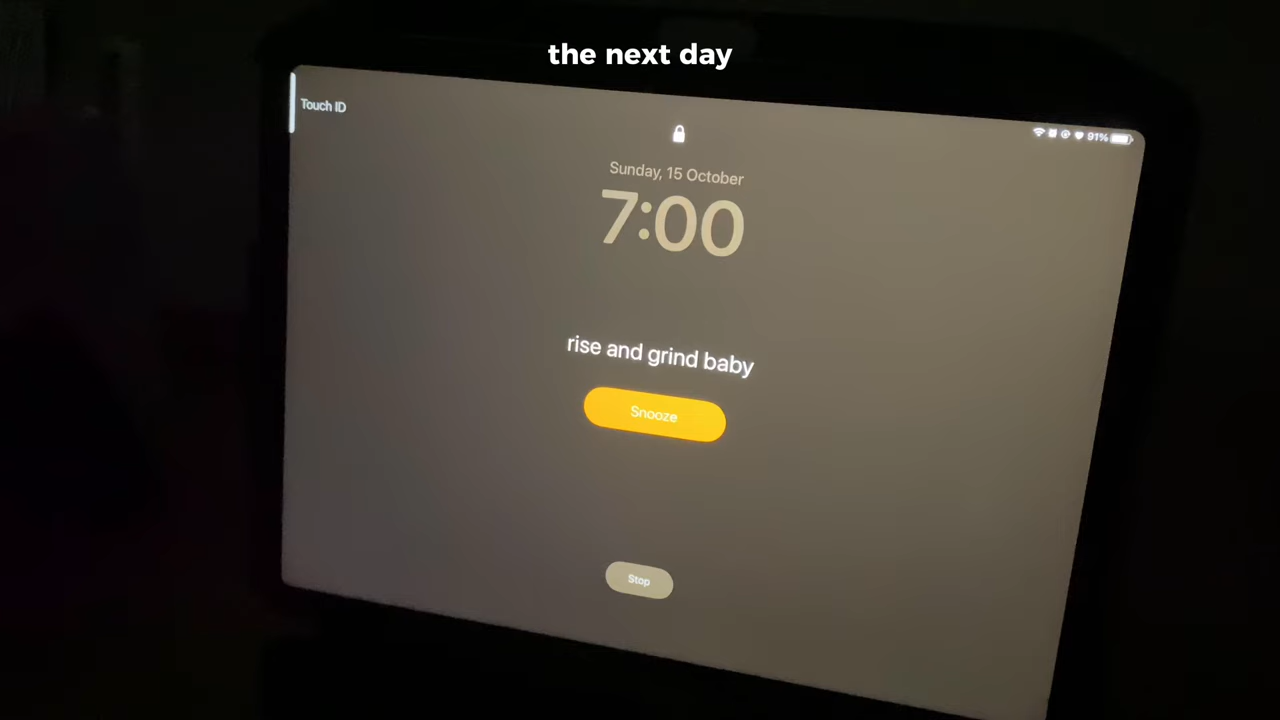 the next day
Touch ID
91%
Sunday, 15 October
7:00
rise and grind baby
Snooze
Stop